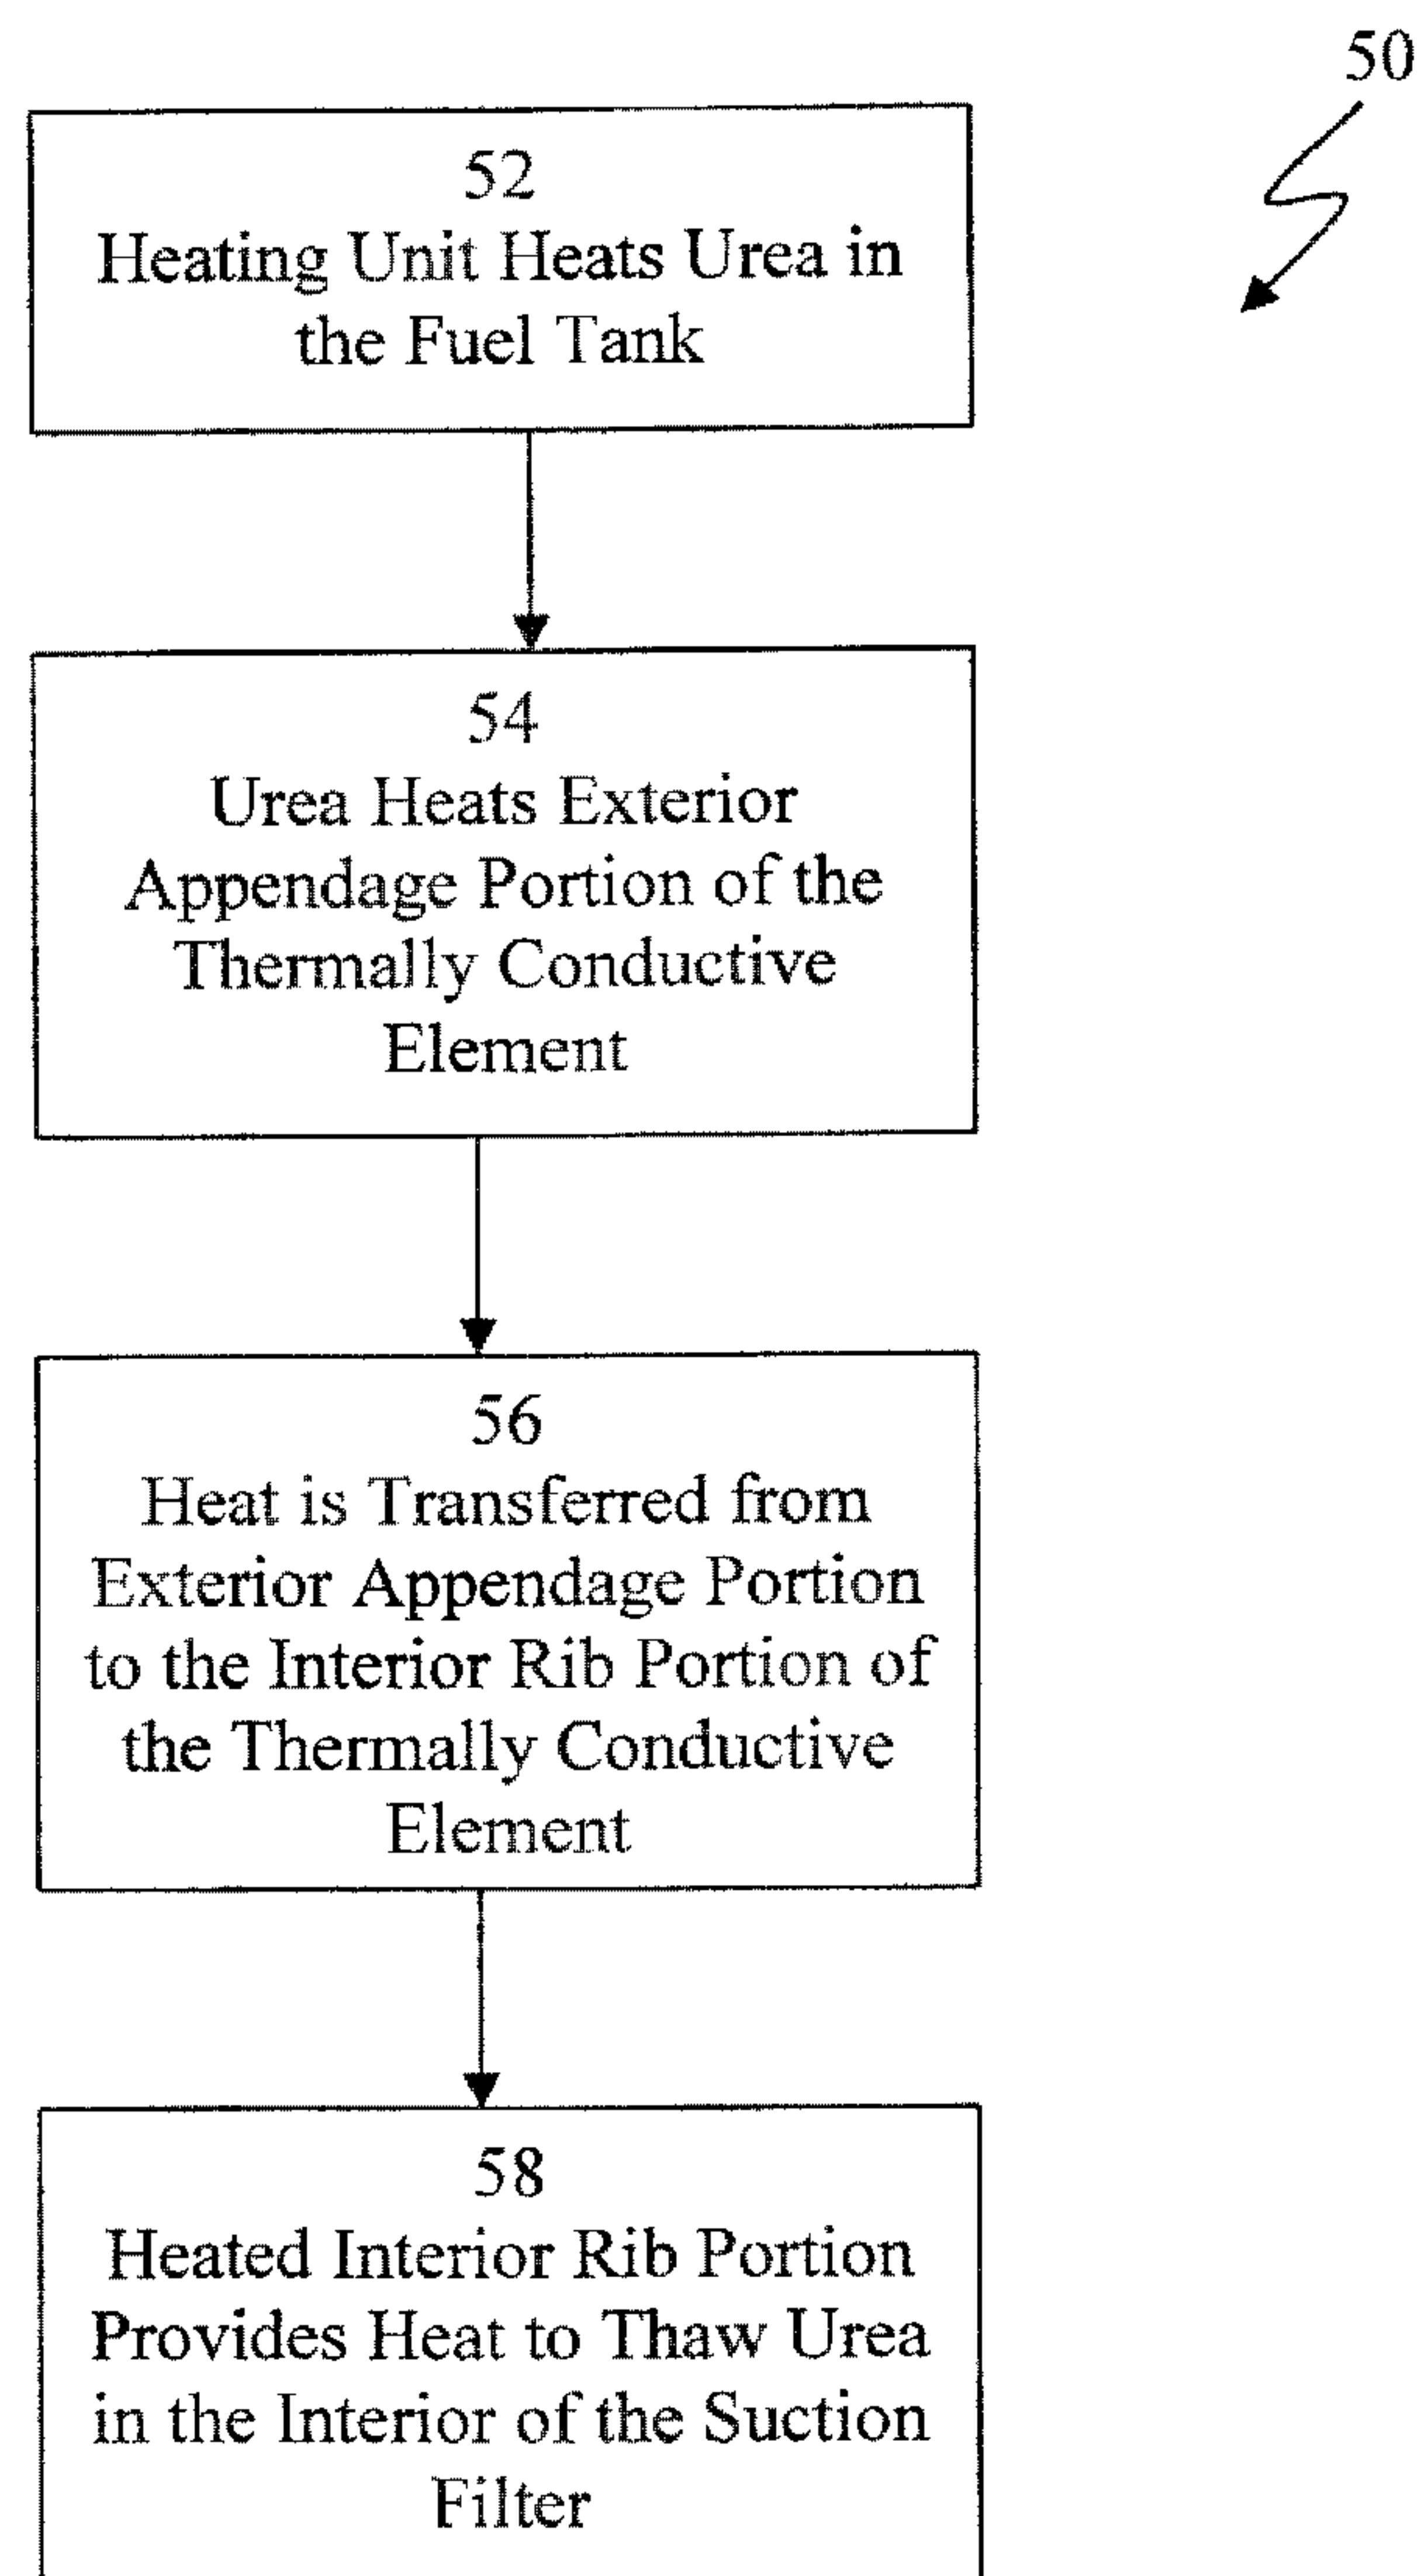 50
52
Heating Unit Heats Urea in
the Fuel Tank
54
Urea Heats Exterior
Appendage Portion of the
Thermally Conductive
Element
56
Heat is Transferred from
Exterior Appendage Portion
to the Interior Rib Portion of
the Thermally Conductive
Element
58
Heated Interior Rib Portion
Provides Heat to Thaw Urea
in the Interior of the Suction
Filter